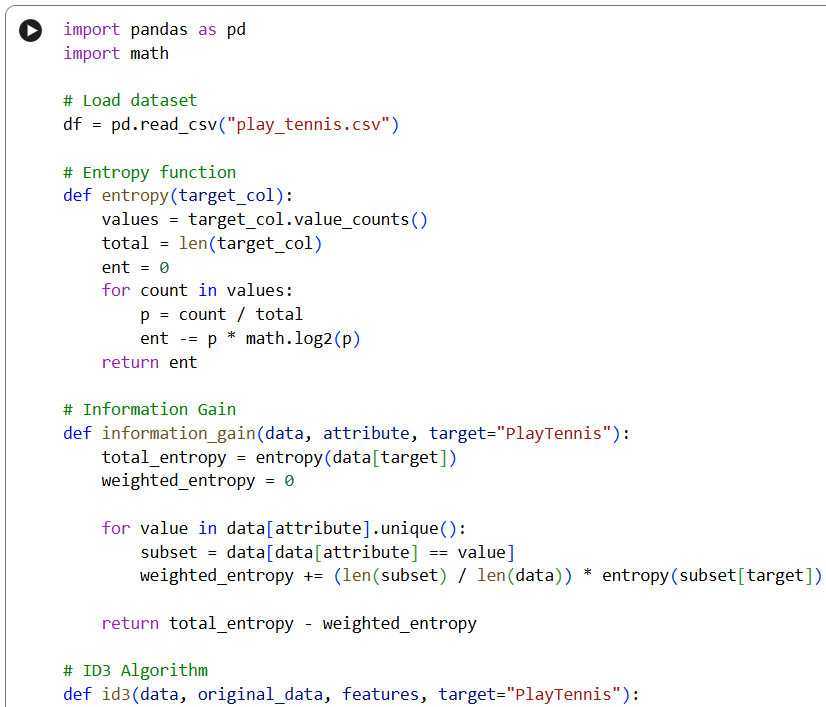 import pandas as pd
import math

# Load dataset
df = pd.read_csv("play_tennis.csv")

# Entropy function
def entropy(target_col):
    values = target_col.value_counts()
    total = len(target_col)
    ent = 0
    for count in values:
        p = count / total
        ent -= p * math.log2(p)
    return ent

# Information Gain
def information_gain(data, attribute, target="PlayTennis"):
    total_entropy = entropy(data[target])
    weighted_entropy = 0

    for value in data[attribute].unique():
        subset = data[data[attribute] == value]
        weighted_entropy += (len(subset) / len(data)) * entropy(subset[target])

    return total_entropy - weighted_entropy

# ID3 Algorithm
def id3(data, original_data, features, target="PlayTennis"):